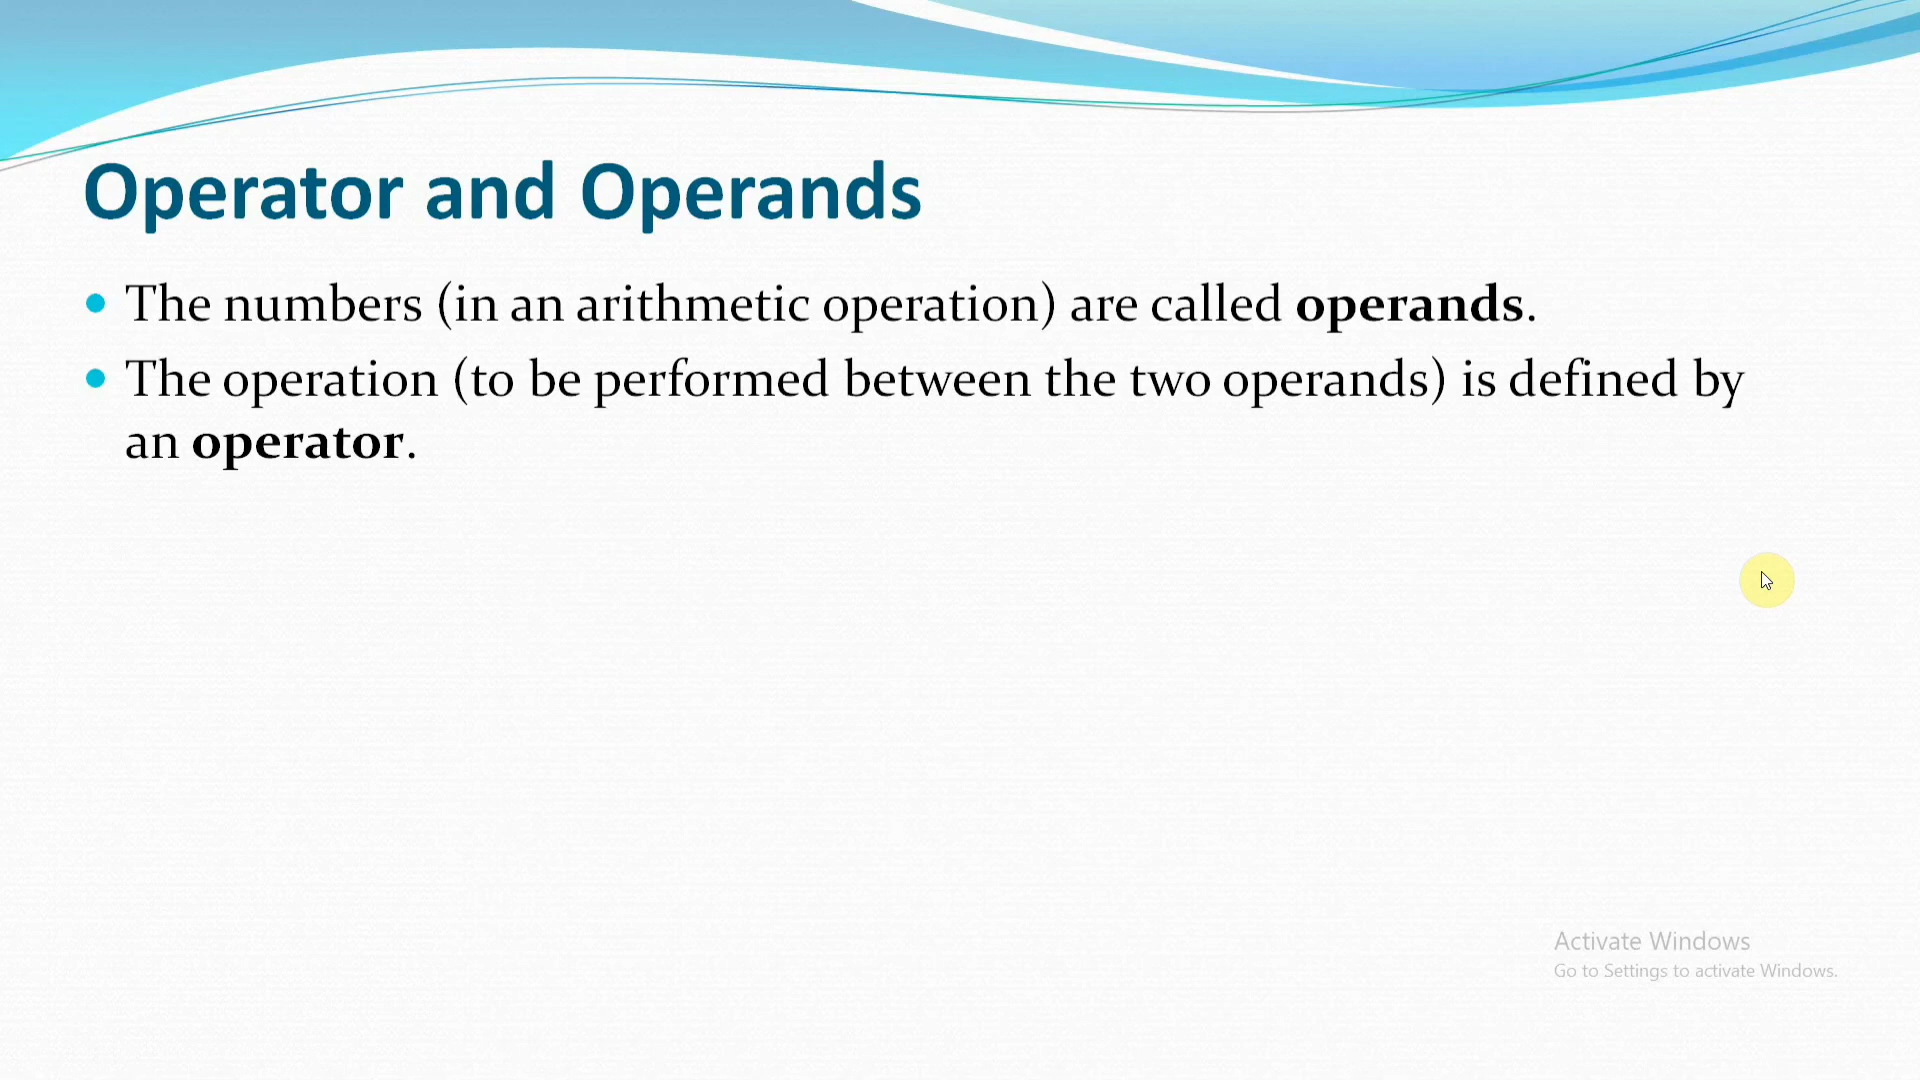 Operator and Operands
• The numbers (in an arithmetic operation) are called operands.
• The operation (to be performed between the two operands) is defined by
an operator.
Activate Windows
Go to Settings to activate Windows.